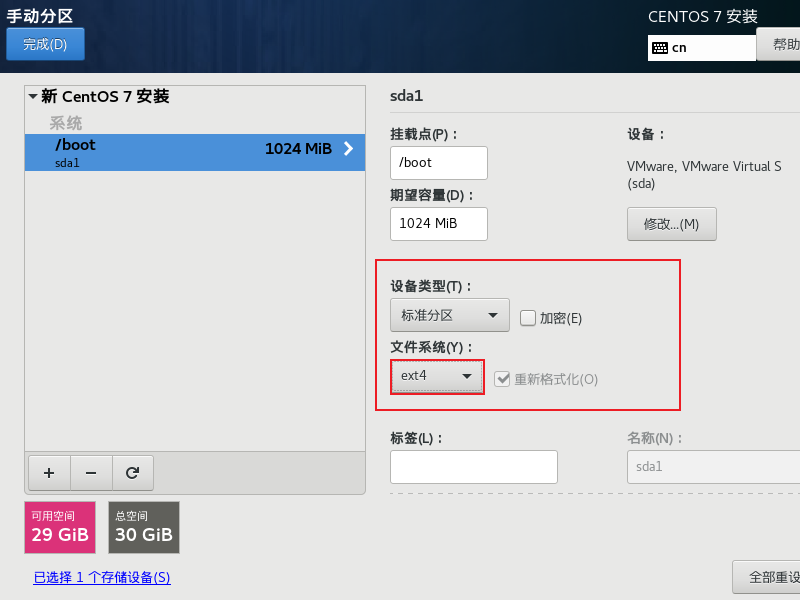 手动分区
CENTOS 7 安装
完成(D)
cn
帮助
新 CentOS 7 安装
系统
/boot
1024 MiB
sda1
sda1
挂载点(P)：
/boot
期望容量(D)：
1024 MiB
设备：
VMware, VMware Virtual S
(sda)
修改...(M)
设备类型(T)：
标准分区
加密(E)
文件系统(Y)：
ext4
重新格式化(O)
标签(L)：
名称(N)：
sda1
+
−
可用空间
29 GiB
总空间
30 GiB
已选择 1 个存储设备(S)
全部重设